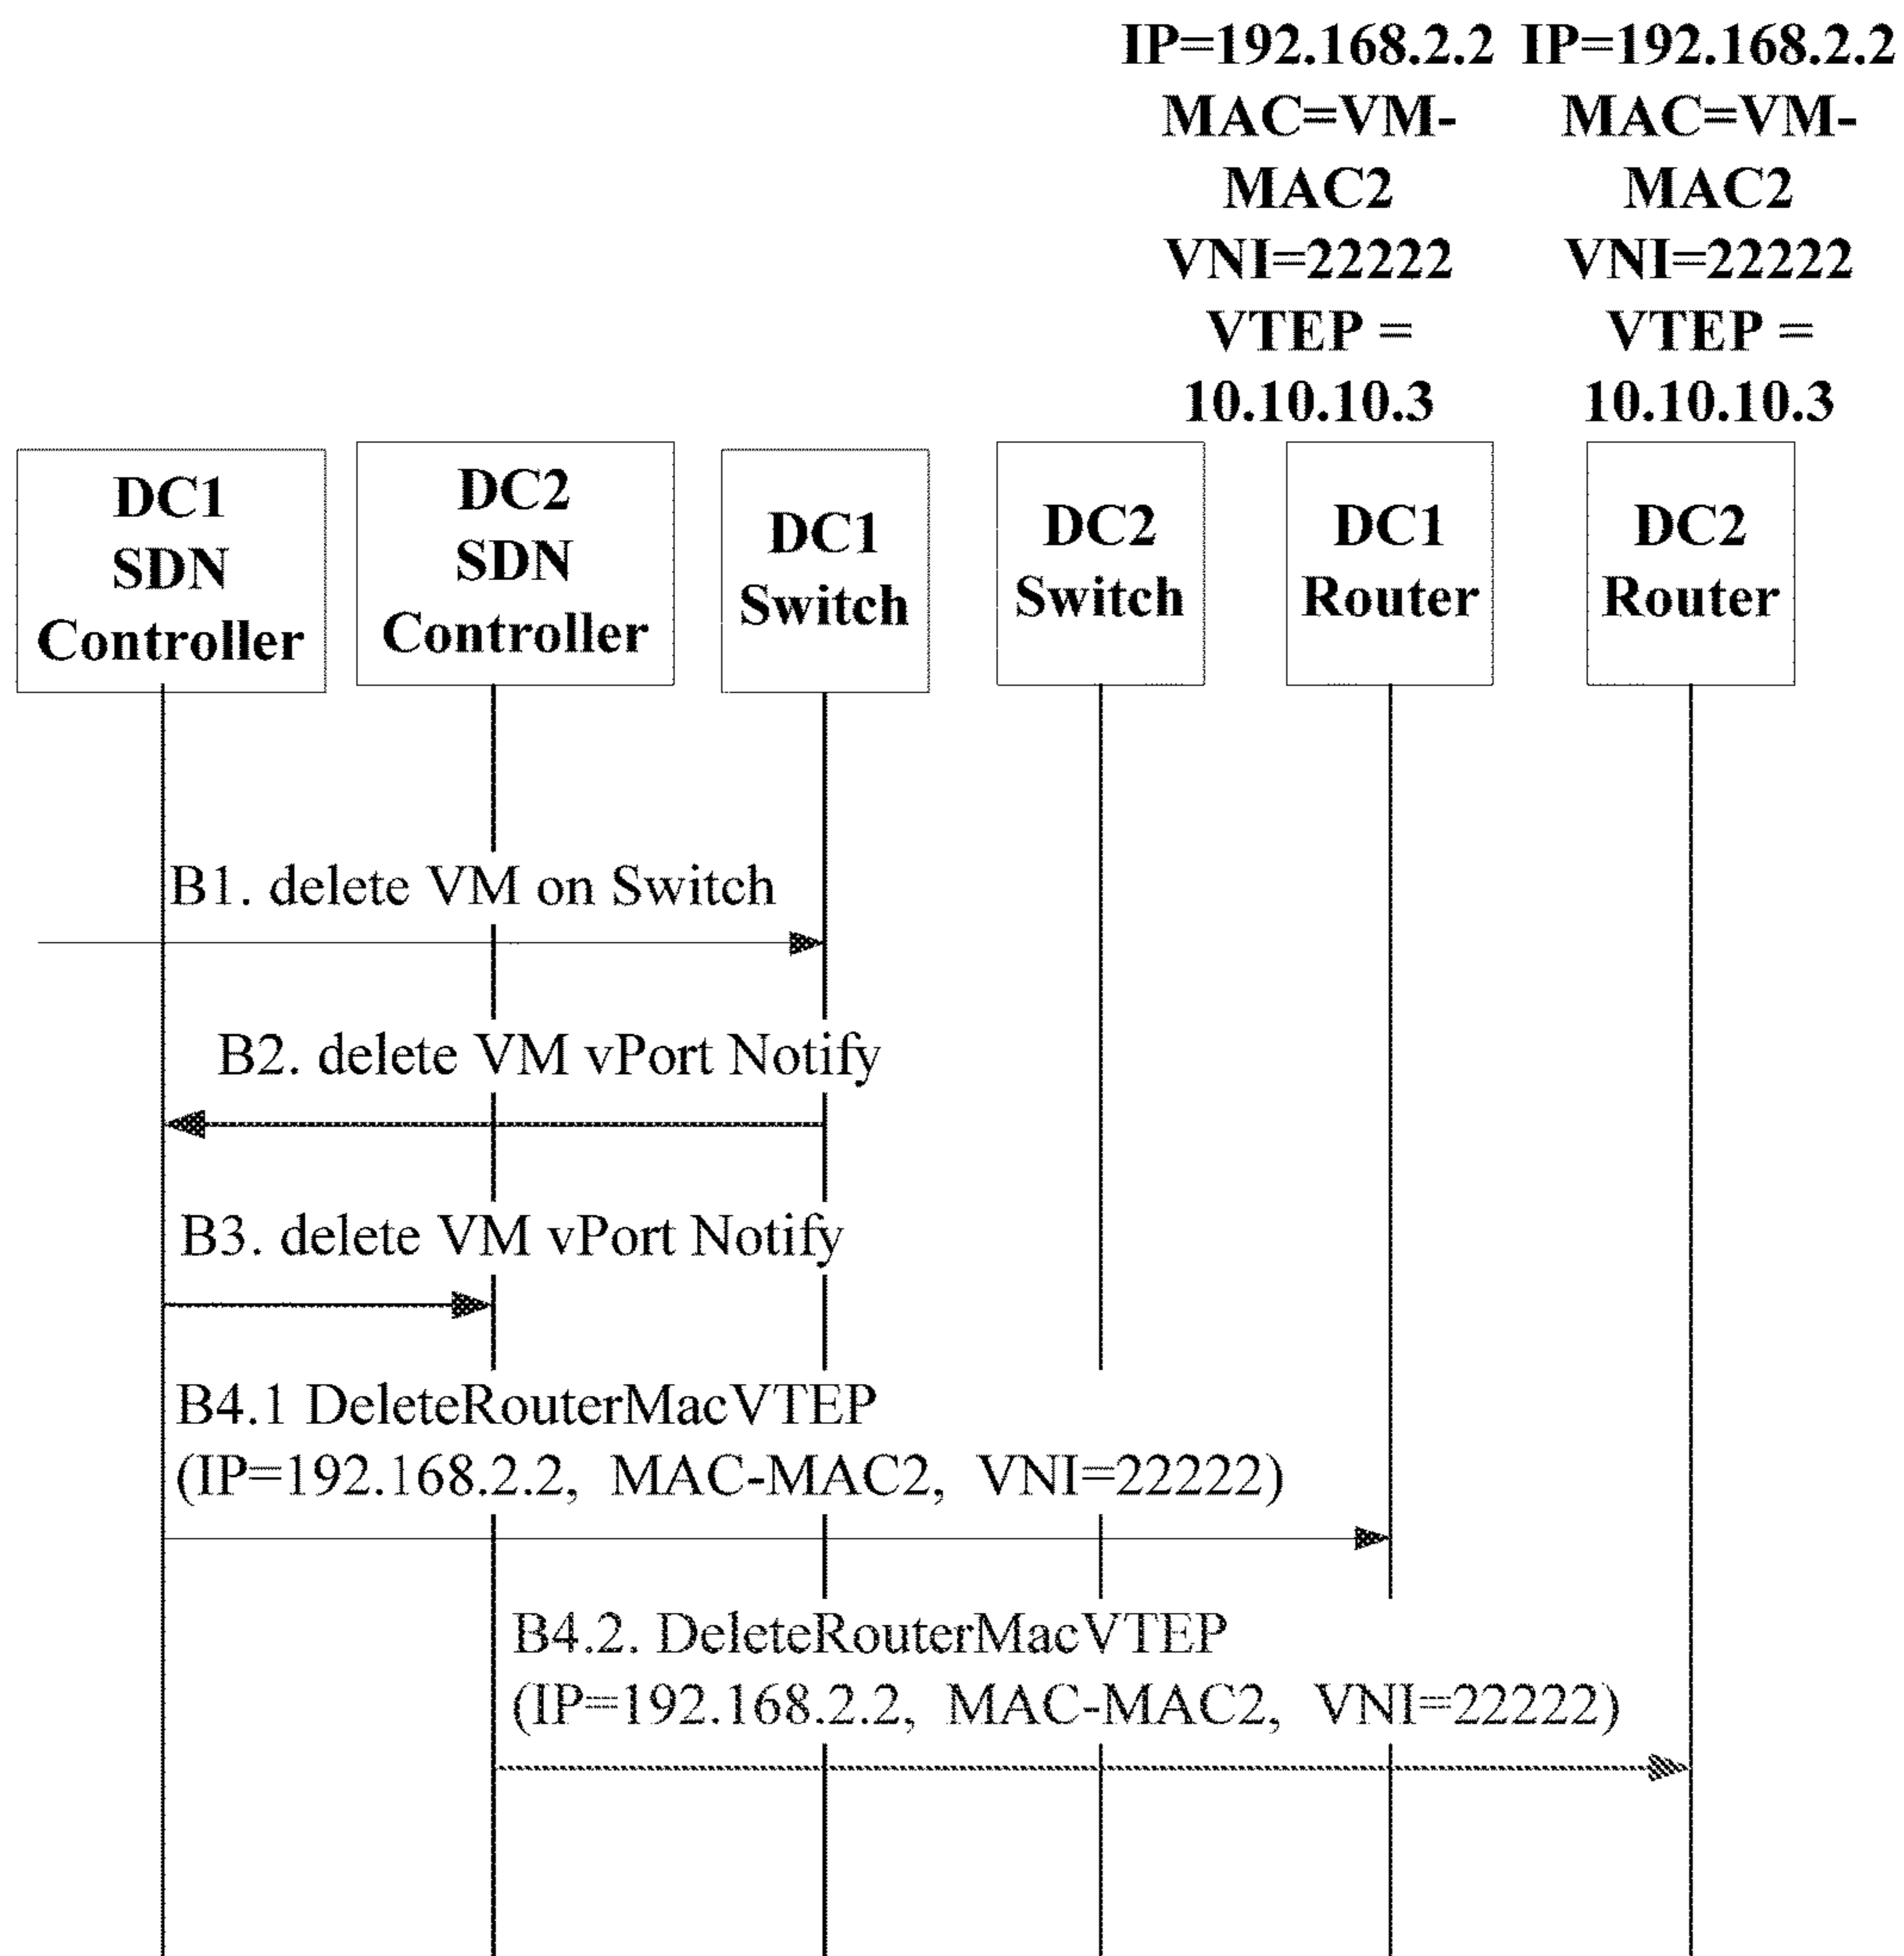 IP=192.168.2.2
MAC=VM-
MAC2
VNI=22222
VTEP =
10.10.10.3
IP=192.168.2.2
MAC=VM-
MAC2
VNI=22222
VTEP =
10.10.10.3
DC1
SDN
Controller
DC2
SDN
Controller
DC1
Switch
DC2
Switch
DC1
Router
DC2
Router
B1. delete VM on Switch
B2. delete VM vPort Notify
B3. delete VM vPort Notify
B4.1 DeleteRouterMacVTEP
(IP=192.168.2.2, MAC-MAC2, VNI=22222)
B4.2. DeleteRouterMacVTEP
(IP=192.168.2.2, MAC-MAC2, VNI=22222)